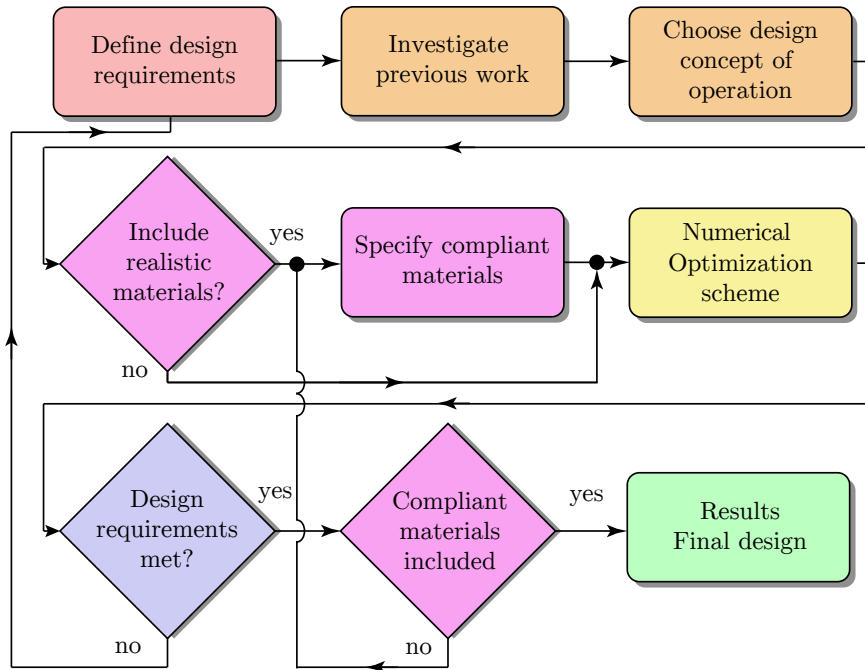 Define design
requirements
Investigate
previous work
Choose design
concept of
operation
Include
realistic
materials?
yes
no
Specify compliant
materials
Numerical
Optimization
scheme
Design
requirements
met?
yes
no
Compliant
materials
included
yes
no
Results
Final design